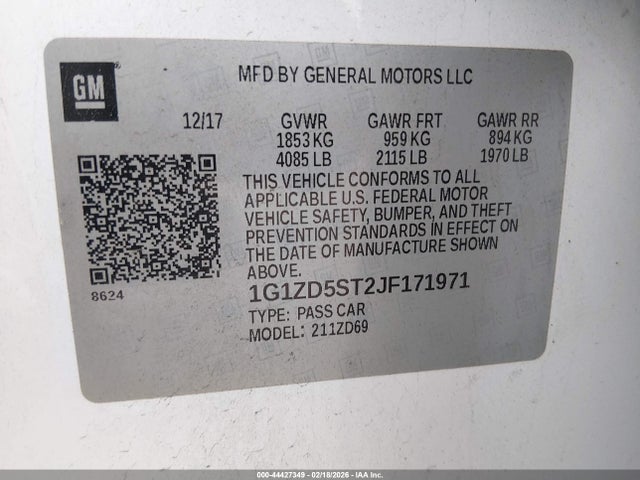 GM
MFD BY GENERAL MOTORS LLC
12/17 GVWR GAWR FRT GAWR RR
1853 KG 959 KG 894 KG
4085 LB 2115 LB 1970 LB
THIS VEHICLE CONFORMS TO ALL
APPLICABLE U.S. FEDERAL MOTOR
VEHICLE SAFETY, BUMPER, AND THEFT
PREVENTION STANDARDS IN EFFECT ON
THE DATE OF MANUFACTURE SHOWN
ABOVE.
8624
1G1ZD5ST2JF171971
TYPE: PASS CAR
MODEL: 211ZD69
000-44427349 - 02/18/2026 - IAA Inc.